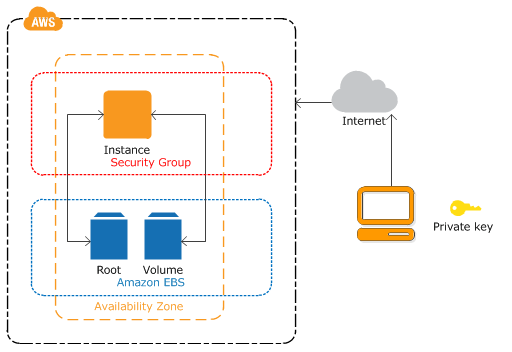 AWS
Instance
Security Group
Root
Volume
Amazon EBS
Availability Zone
Internet
Private key